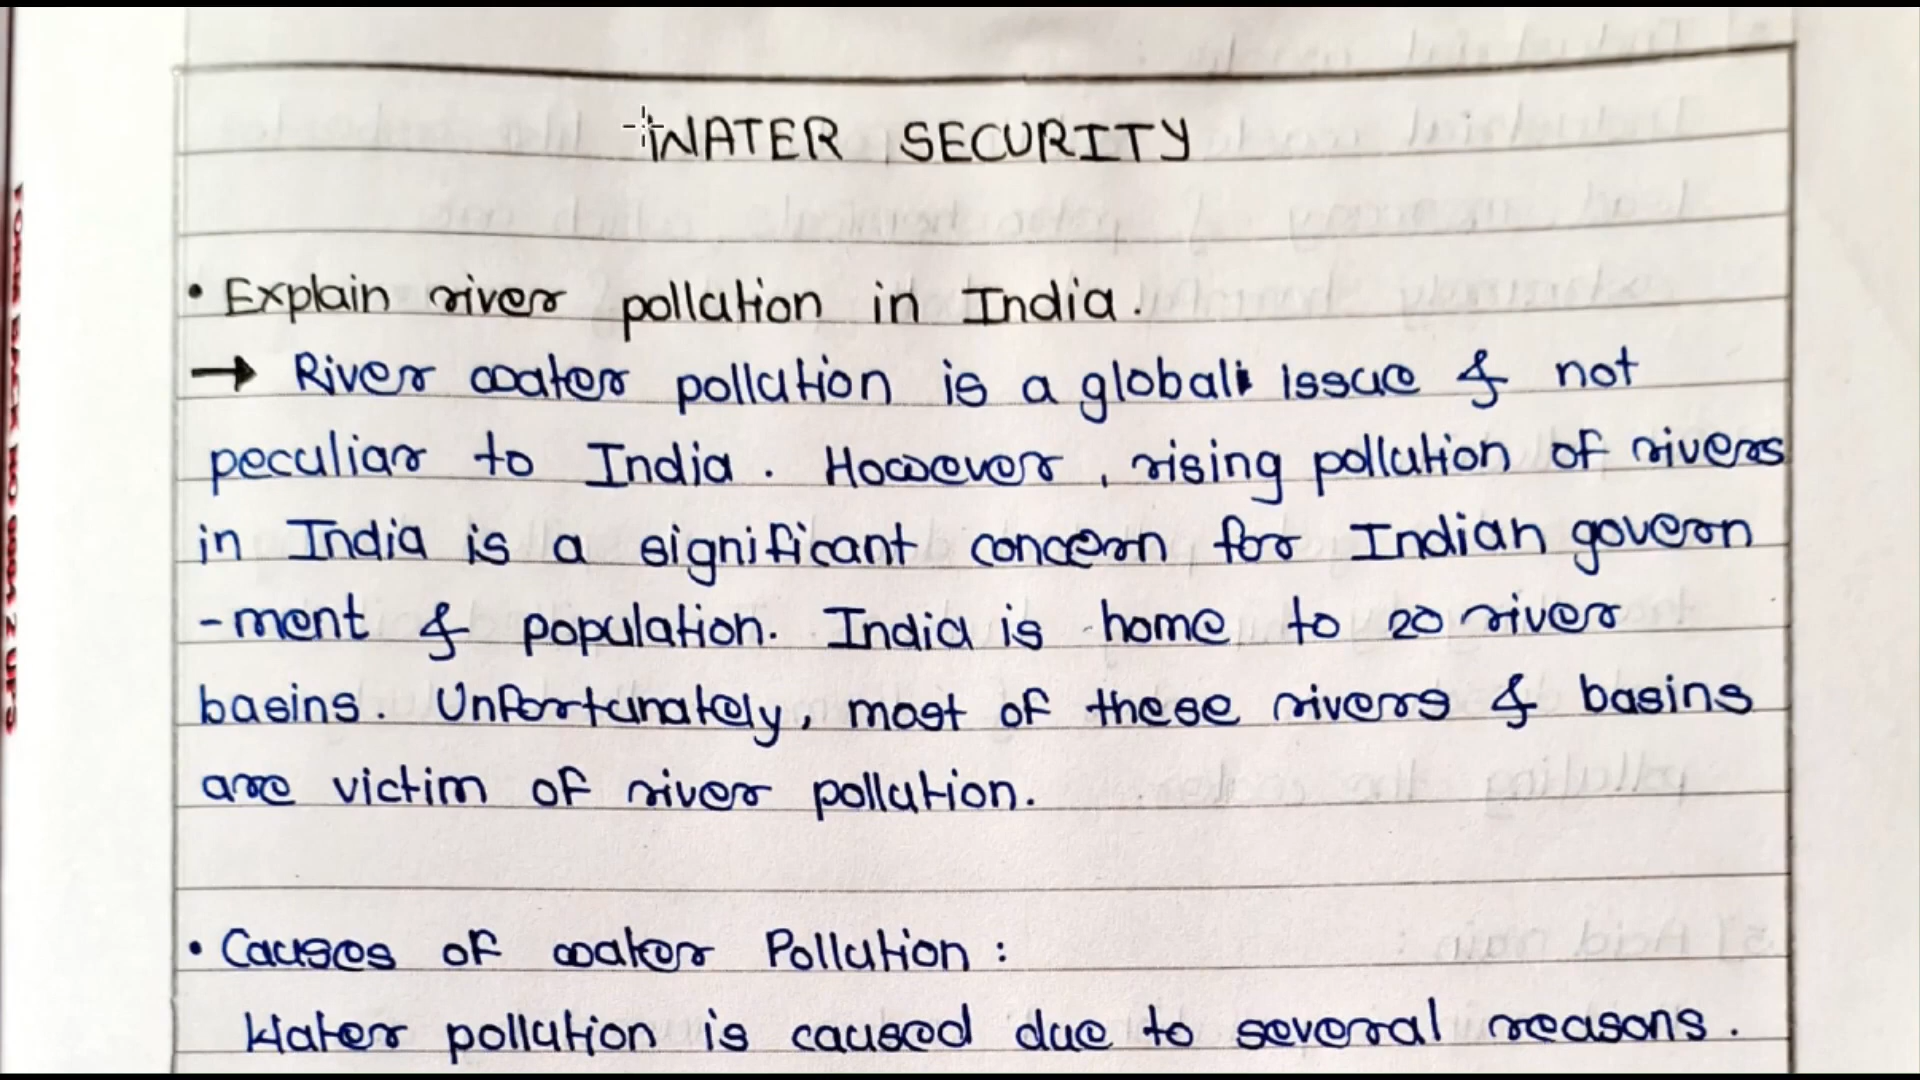 WATER SECURITY
• Explain river pollution in India.
→ River water pollution is a global issue & not
peculiar to India. However, rising pollution of rivers
in India is a significant concern for Indian govern
-ment & population. India is home to 20 river
basins. Unfortunately, most of these rivers & basins
are victim of river pollution.
• Causes of water Pollution :
Water pollution is caused due to several reasons.